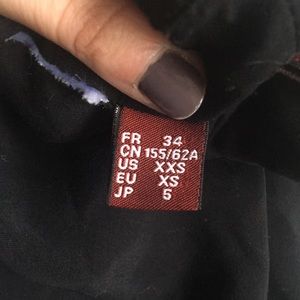 FR 34
CN 155/62A
US XXS
EU XS
JP 5